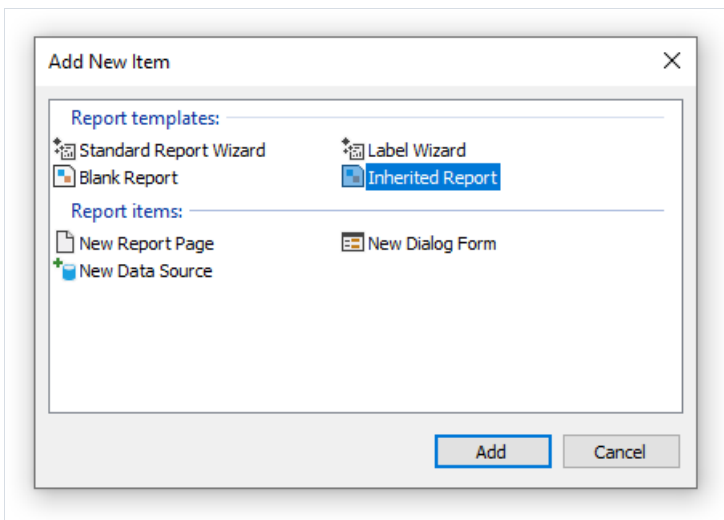 Add New Item
Report templates:
Standard Report Wizard Label Wizard
Blank Report Inherited Report
Report items:
New Report Page New Dialog Form
New Data Source
Add Cancel